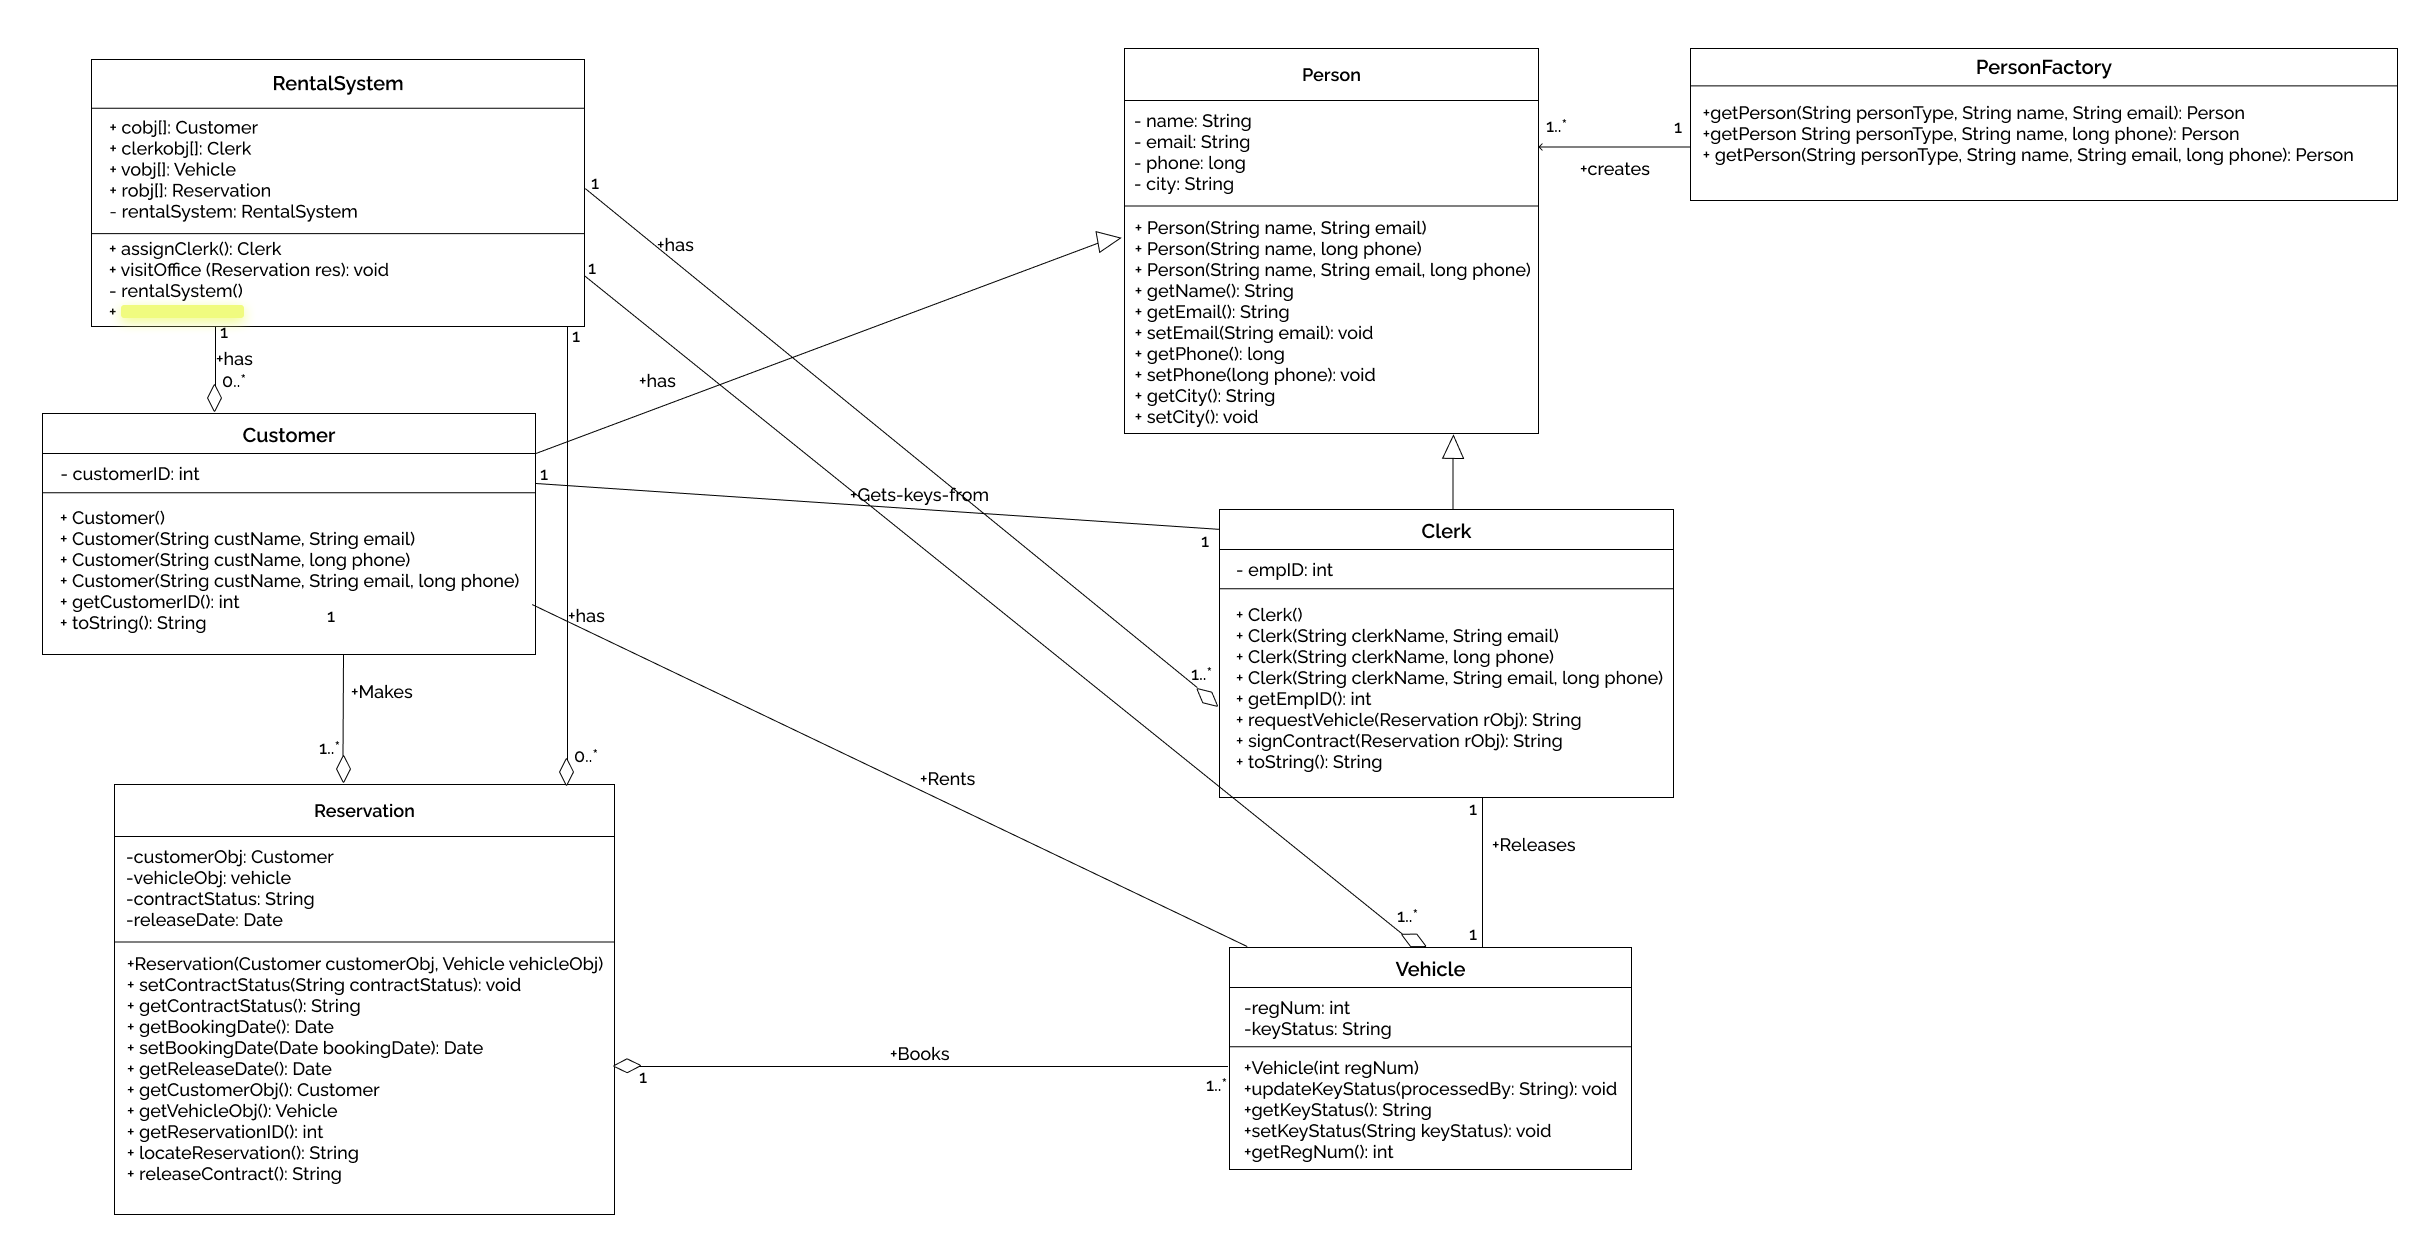 RentalSystem
+ cobj[]: Customer
+ clerkobj[]: Clerk
+ vobj[]: Vehicle
+ robj[]: Reservation
- rentalSystem: RentalSystem
+ assignClerk(): Clerk
+ visitOffice (Reservation res): void
- rentalSystem()
+
Person
- name: String
- email: String
- phone: long
- city: String
+ Person(String name, String email)
+ Person(String name, long phone)
+ Person(String name, String email, long phone)
+ getName(): String
+ getEmail(): String
+ setEmail(String email): void
+ getPhone(): long
+ setPhone(long phone): void
+ getCity(): String
+ setCity(): void
1..*
1
+creates
PersonFactory
+getPerson(String personType, String name, String email): Person
+getPerson String personType, String name, long phone): Person
+ getPerson(String personType, String name, String email, long phone): Person
1
+has
1
+has
1
+has
0..*
1
+has
0..*
Customer
- customerID: int
+ Customer()
+ Customer(String custName, String email)
+ Customer(String custName, long phone)
+ Customer(String custName, String email, long phone)
+ getCustomerID(): int
+ toString(): String
1
1
+Gets-keys-from
1
Clerk
- empID: int
+ Clerk()
+ Clerk(String clerkName, String email)
+ Clerk(String clerkName, long phone)
+ Clerk(String clerkName, String email, long phone)
+ getEmpID(): int
+ requestVehicle(Reservation rObj): String
+ signContract(Reservation rObj): String
+ toString(): String
1..*
+Makes
1..*
+Rents
1
+Releases
1
1..*
Reservation
-customerObj: Customer
-vehicleObj: vehicle
-contractStatus: String
-releaseDate: Date
+Reservation(Customer customerObj, Vehicle vehicleObj)
+ setContractStatus(String contractStatus): void
+ getContractStatus(): String
+ getBookingDate(): Date
+ setBookingDate(Date bookingDate): Date
+ getReleaseDate(): Date
+ getCustomerObj(): Customer
+ getVehicleObj(): Vehicle
+ getReservationID(): int
+ locateReservation(): String
+ releaseContract(): String
+Books
1
1..*
Vehicle
-regNum: int
-keyStatus: String
+Vehicle(int regNum)
+updateKeyStatus(processedBy: String): void
+getKeyStatus(): String
+setKeyStatus(String keyStatus): void
+getRegNum(): int